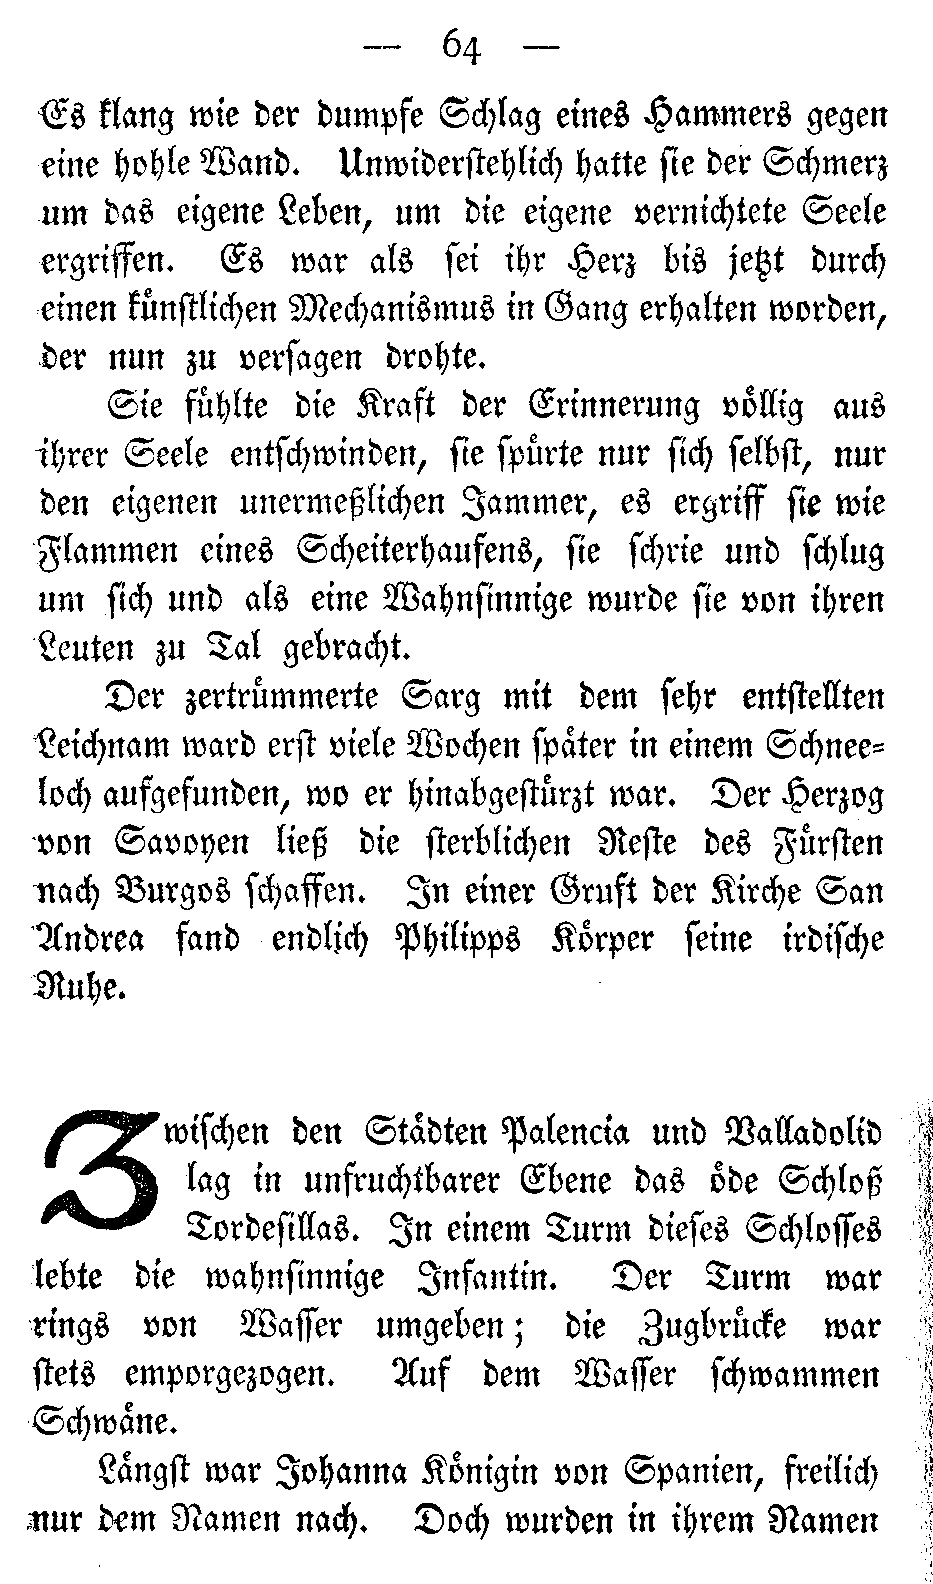 — 64 —
Es klang wie der dumpfe Schlag eines Hammers gegen
eine hohle Wand. Unwiderstehlich hatte sie der Schmerz
um das eigene Leben, um die eigene vernichtete Seele
ergriffen. Es war als sei ihr Herz bis jetzt durch
einen künstlichen Mechanismus in Gang erhalten worden,
der nun zu versagen drohte.
Sie fühlte die Kraft der Erinnerung völlig aus
ihrer Seele entschwinden, sie spürte nur sich selbst, nur
den eigenen unermeßlichen Jammer, es ergriff sie wie
Flammen eines Scheiterhaufens, sie schrie und schlug
um sich und als eine Wahnsinnige wurde sie von ihren
Leuten zu Tal gebracht.
Der zertrümmerte Sarg mit dem sehr entstellten
Leichnam ward erst viele Wochen später in einem Schnee-
loch aufgefunden, wo er hinabgestürzt war. Der Herzog
von Savoyen ließ die sterblichen Reste des Fürsten
nach Burgos schaffen. In einer Gruft der Kirche San
Andrea fand endlich Philipps Körper seine irdische
Ruhe.
Zwischen den Städten Palencia und Valladolid
lag in unfruchtbarer Ebene das öde Schloß
Tordesillas. In einem Turm dieses Schlosses
lebte die wahnsinnige Infantin. Der Turm war
rings von Wasser umgeben; die Zugbrücke war
stets emporgezogen. Auf dem Wasser schwammen
Schwäne.
Längst war Johanna Königin von Spanien, freilich
nur dem Namen nach. Doch wurden in ihrem Namen